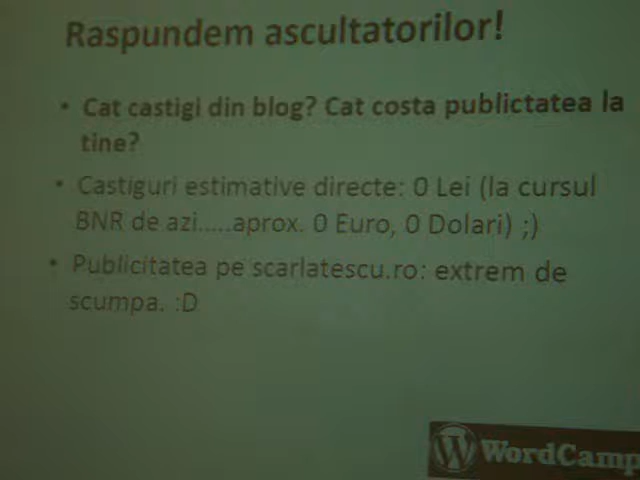 Raspundem ascultatorilor!
• Cat castigi din blog? Cat costa publictatea la
tine?
• Castiguri estimative directe: 0 Lei (la cursul
BNR de azi.....aprox. 0 Euro, 0 Dolari) ;)
• Publicitatea pe scarlatescu.ro: extrem de
scumpa. :D
WordCamp